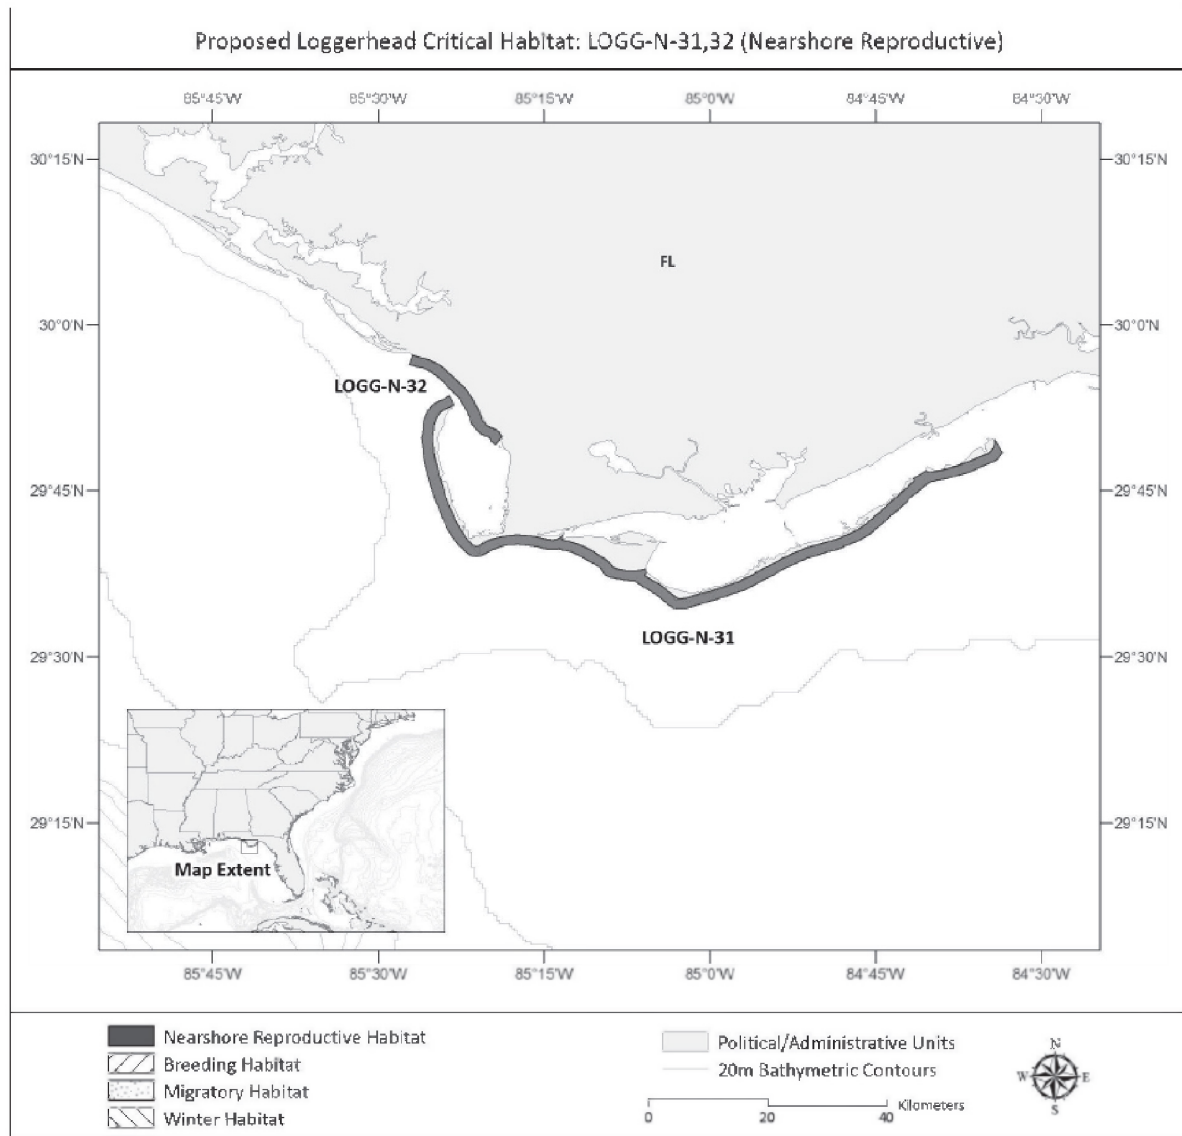 Proposed Loggerhead Critical Habitat: LOGG-N-31,32 (Nearshore Reproductive)
85°45'W 85°30'W 85°15'W 85°0'W 84°45'W 84°30'W
30°15'N 30°15'N
FL
30°0'N 30°0'N
LOGG-N-32
29°45'N 29°45'N
LOGG-N-31
29°30'N 29°30'N
29°15'N 29°15'N
Map Extent
85°45'W 85°30'W 85°15'W 85°0'W 84°45'W 84°30'W
Nearshore Reproductive Habitat
Breeding Habitat
Migratory Habitat
Winter Habitat
Political/Administrative Units
20m Bathymetric Contours
0 20 40 Kilometers
N
W E
S